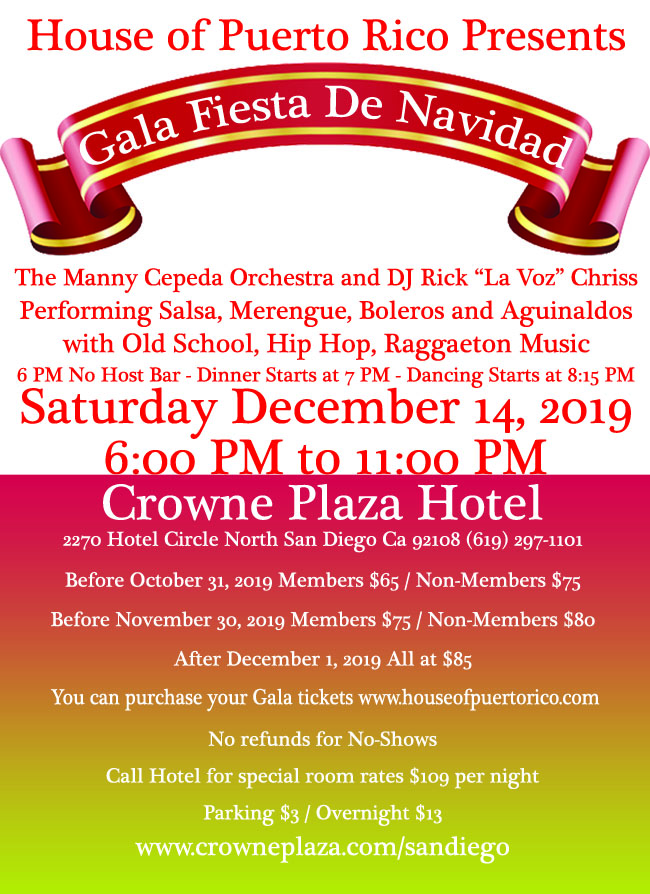 House of Puerto Rico Presents
Gala Fiesta De Navidad
The Manny Cepeda Orchestra and DJ Rick “La Voz” Chriss
Performing Salsa, Merengue, Boleros and Aguinaldos
with Old School, Hip Hop, Raggaeton Music
6 PM No Host Bar - Dinner Starts at 7 PM - Dancing Starts at 8:15 PM
Saturday December 14, 2019
6:00 PM to 11:00 PM
Crowne Plaza Hotel
2270 Hotel Circle North San Diego Ca 92108 (619) 297-1101
Before October 31, 2019 Members $65 / Non-Members $75
Before November 30, 2019 Members $75 / Non-Members $80
After December 1, 2019 All at $85
You can purchase your Gala tickets www.houseofpuertorico.com
No refunds for No-Shows
Call Hotel for special room rates $109 per night
Parking $3 / Overnight $13
www.crowneplaza.com/sandiego